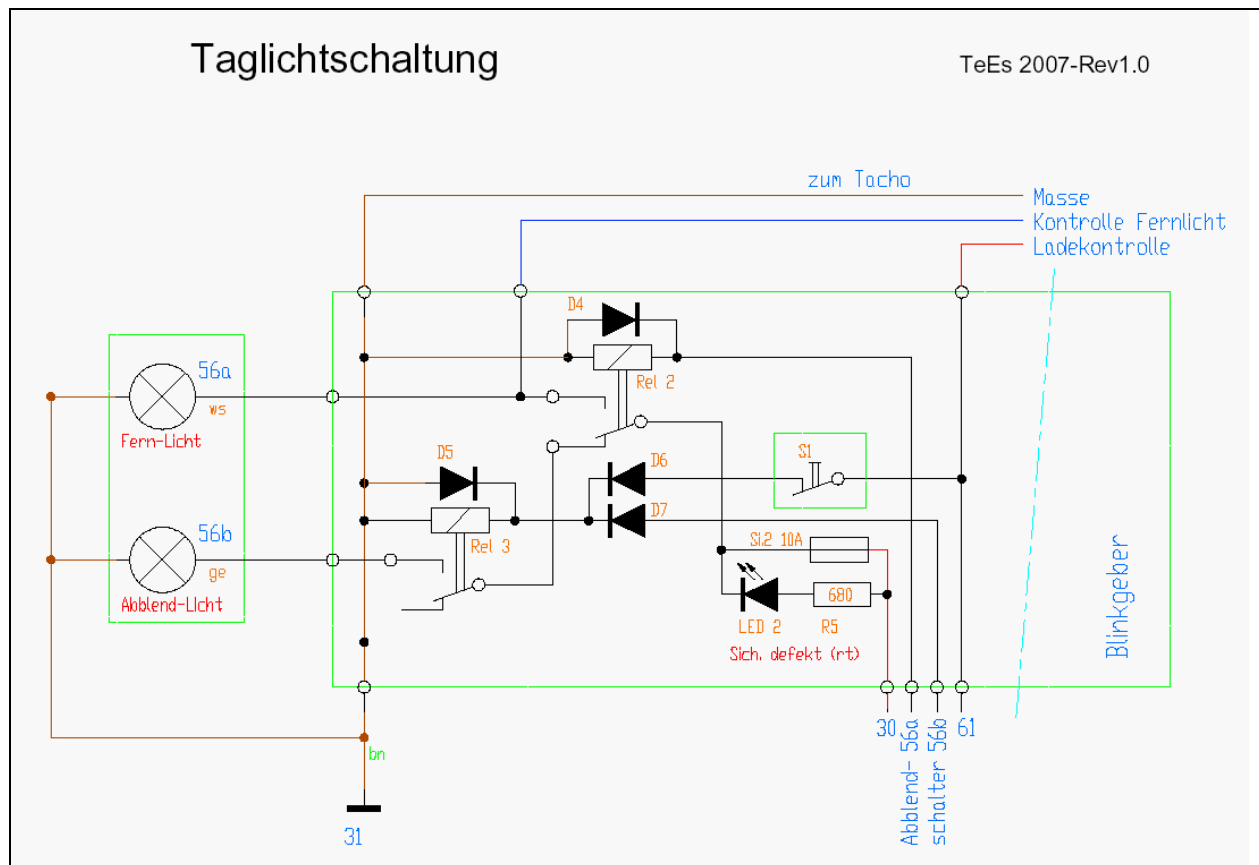 Taglichtschaltung
TeEs 2007-Rev1.0
zum Tacho
Masse
Kontrolle Fernlicht
Ladekontrolle
D4
Rel 2
56a
ws
Fern-Licht
D5
D6
S1
D7
Rel 3
56b
ge
Abblend-Licht
Si.2 10A
680
LED 2
R5
Sich. defekt (rt)
Blinkgeber
30
Abblend- 56a
schalter 56b
61
bn
31